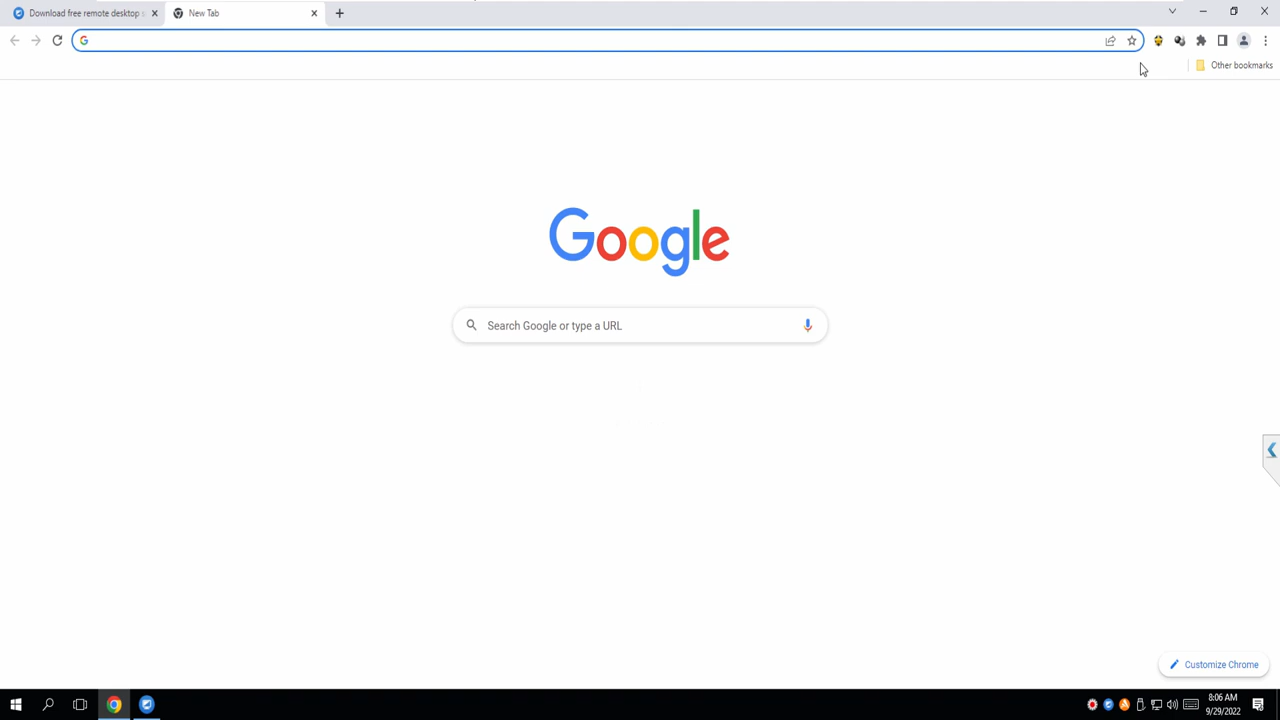 Download free remote desktop s
New Tab
Other bookmarks
Google
Search Google or type a URL
Customize Chrome
8:06 AM
9/29/2022